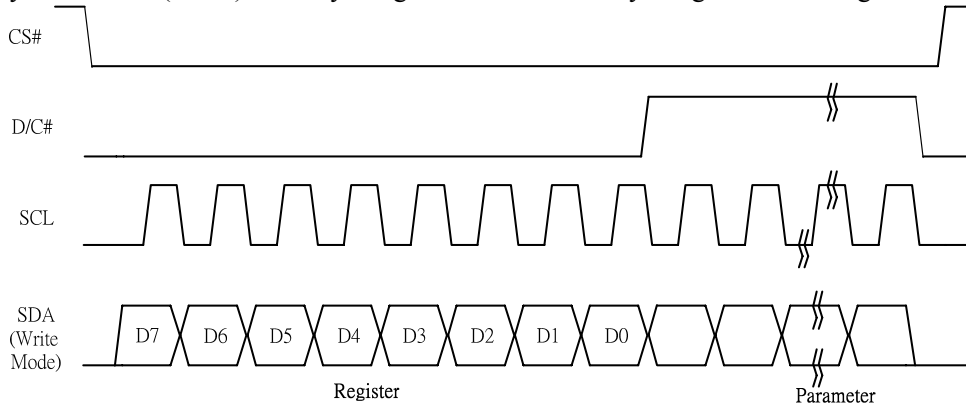 CS#
D/C#
SCL
SDA
(Write
Mode)
D7 D6 D5 D4 D3 D2 D1 D0
Register
Parameter